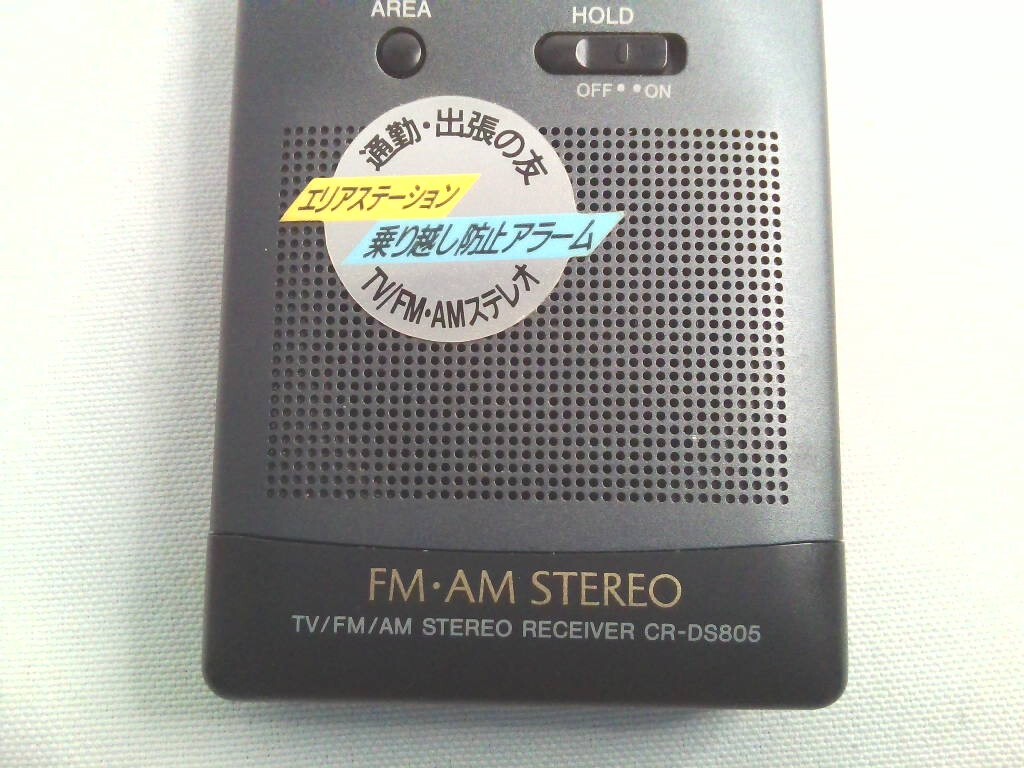 AREA
HOLD
OFF • • ON
通勤・出張の友
エリアステーション
乗り越し防止アラーム
TV/FM・AMステレオ
FM・AM STEREO
TV/FM/AM STEREO RECEIVER CR-DS805